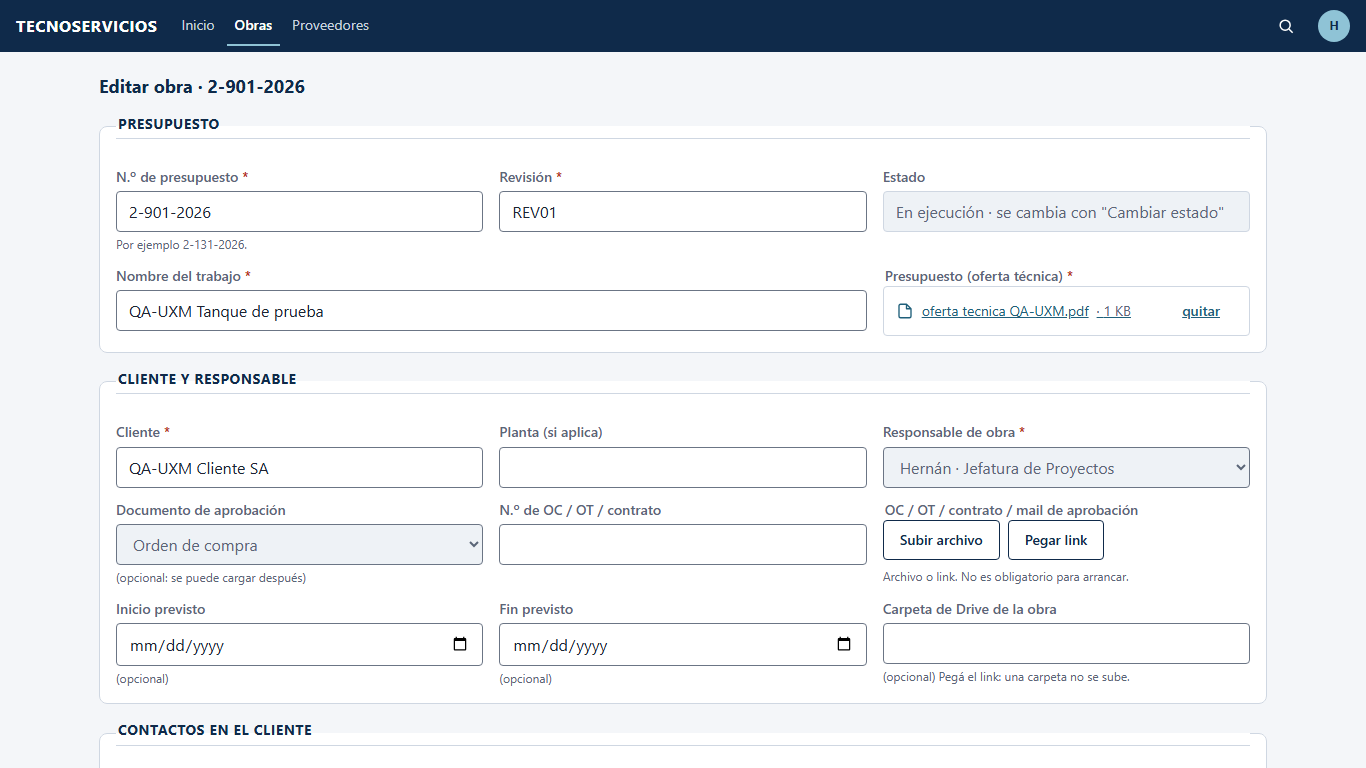 TECNOSERVICIOS Inicio Obras Proveedores H
Editar obra · 2-901-2026
PRESUPUESTO
N.º de presupuesto * Revisión * Estado
2-901-2026 REV01 En ejecución · se cambia con "Cambiar estado"
Por ejemplo 2-131-2026.
Nombre del trabajo * Presupuesto (oferta técnica) *
QA-UXM Tanque de prueba oferta tecnica QA-UXM.pdf · 1 KB quitar
CLIENTE Y RESPONSABLE
Cliente * Planta (si aplica) Responsable de obra *
QA-UXM Cliente SA Hernán · Jefatura de Proyectos
Documento de aprobación N.º de OC / OT / contrato OC / OT / contrato / mail de aprobación
Orden de compra Subir archivo Pegar link
(opcional: se puede cargar después) Archivo o link. No es obligatorio para arrancar.
Inicio previsto Fin previsto Carpeta de Drive de la obra
mm/dd/yyyy mm/dd/yyyy
(opcional) (opcional) (opcional) Pegá el link: una carpeta no se sube.
CONTACTOS EN EL CLIENTE